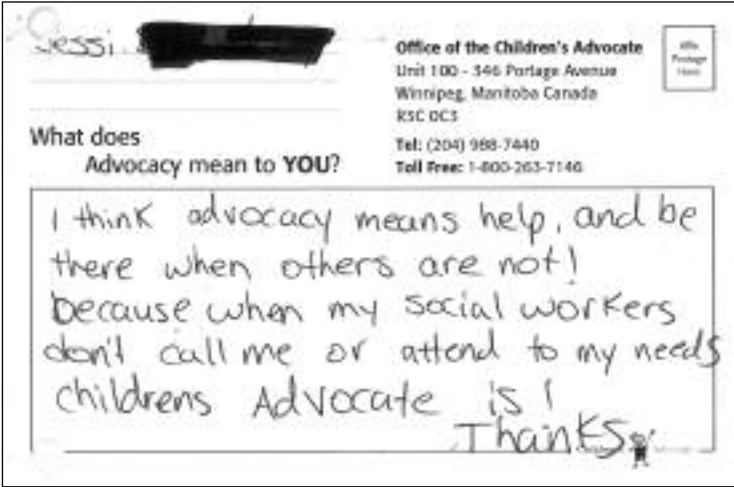 Jessi
Office of the Children's Advocate
Unit 100 - 346 Portage Avenue
Winnipeg, Manitoba Canada
R3C 0C3
Tel: (204) 988-7440
Toll Free: 1-800-263-7146
Affix
Postage
Here
What does
Advocacy mean to YOU?
I think advocacy means help, and be
there when others are not!
because when my social workers
don't call me or attend to my needs
childrens Advocate is!
Thanks